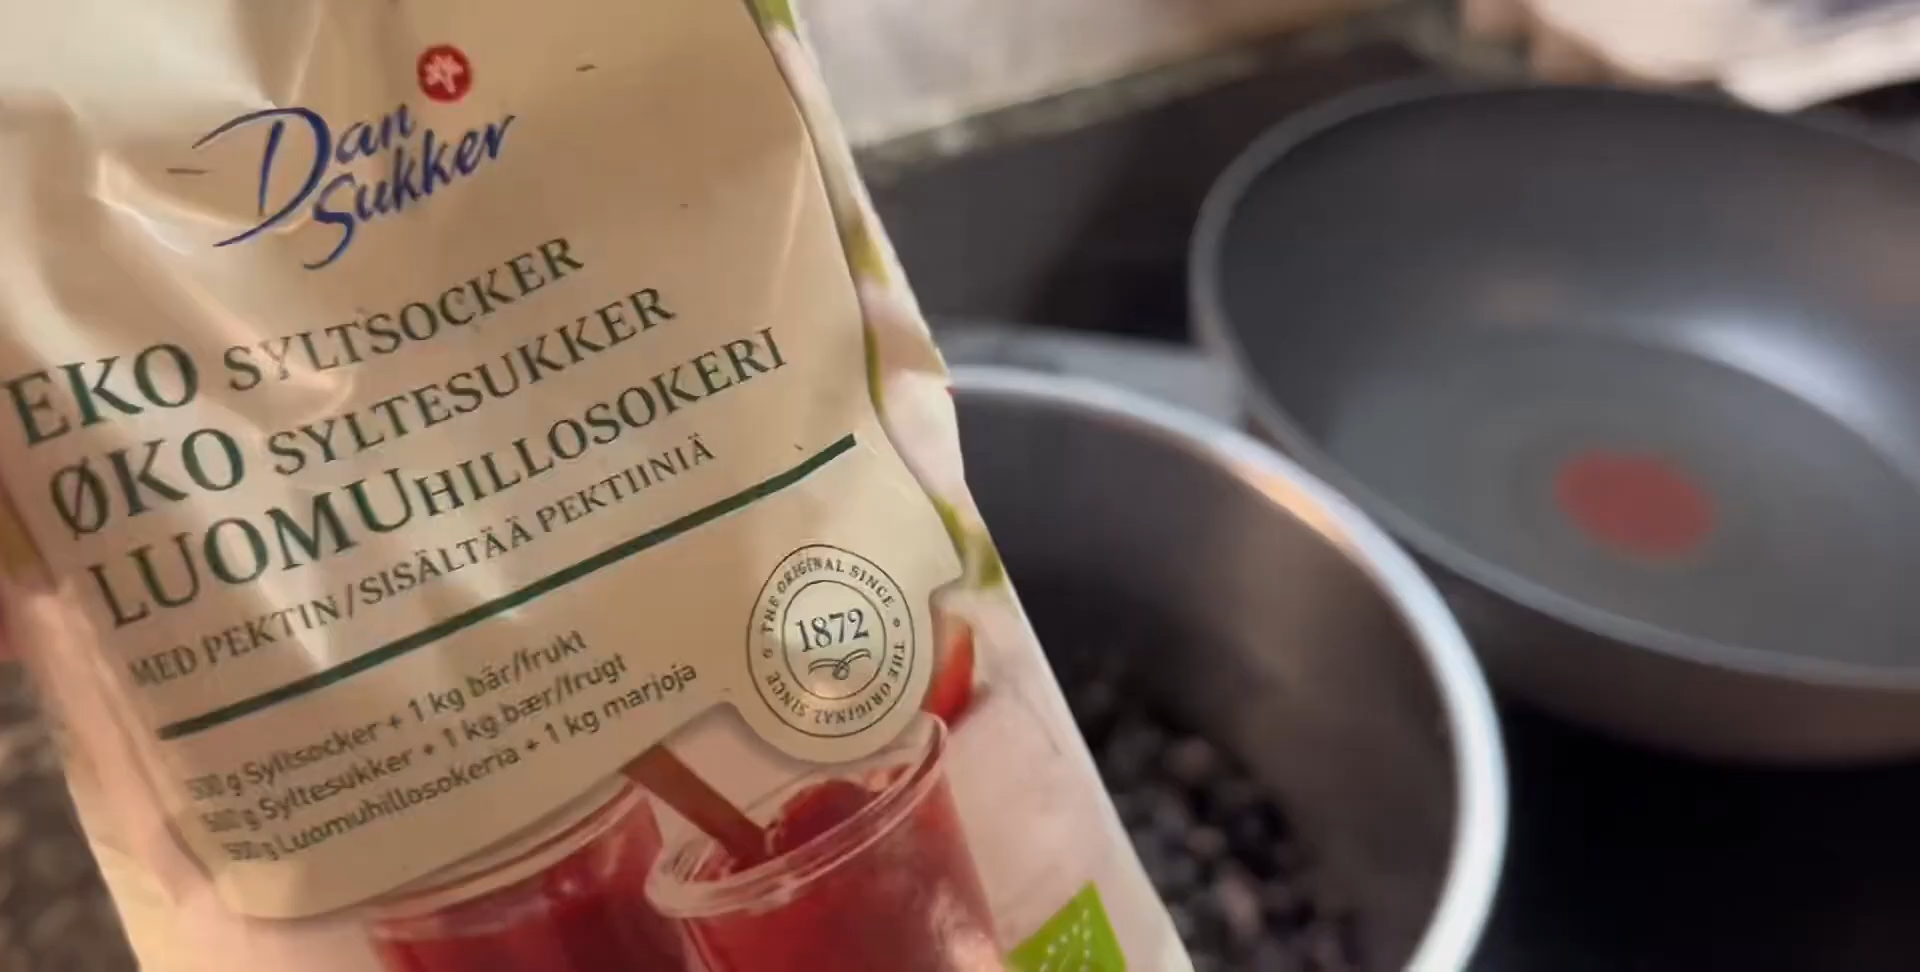 Dan
Sukker
EKO SYLTSOCKER
ØKO SYLTESUKKER
LUOMUHILLOSOKERI
MED PEKTIN/SISÄLTÄÄ PEKTIINIÄ
500 g Syltsocker + 1 kg bär/frukt
500 g Syltesukker + 1 kg bær/frugt
500 g Luomuhillosokeria + 1 kg marjoja
THE ORIGINAL SINCE
1872
THE ORIGINAL SINCE